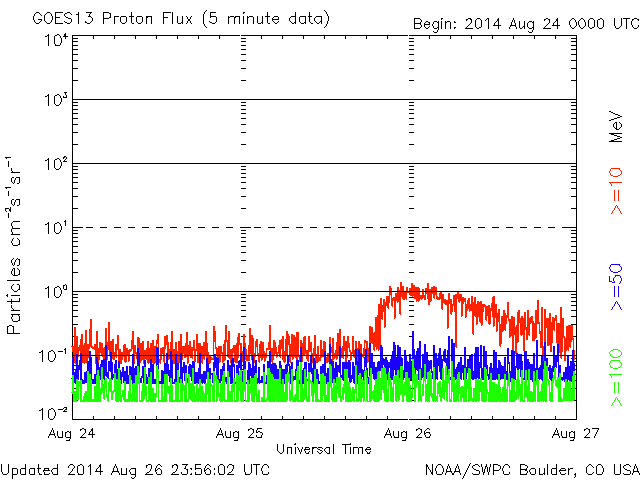 GOES13 Proton Flux (5 minute data)
Begin: 2014 Aug 24 0000 UTC
Particles cm⁻²s⁻¹sr⁻¹
10⁴
10³
10²
10¹
10⁰
10⁻¹
10⁻²
Aug 24
Aug 25
Aug 26
Aug 27
Universal Time
MeV
>=10
>=50
>=100
Updated 2014 Aug 26 23:56:02 UTC
NOAA/SWPC Boulder, CO USA